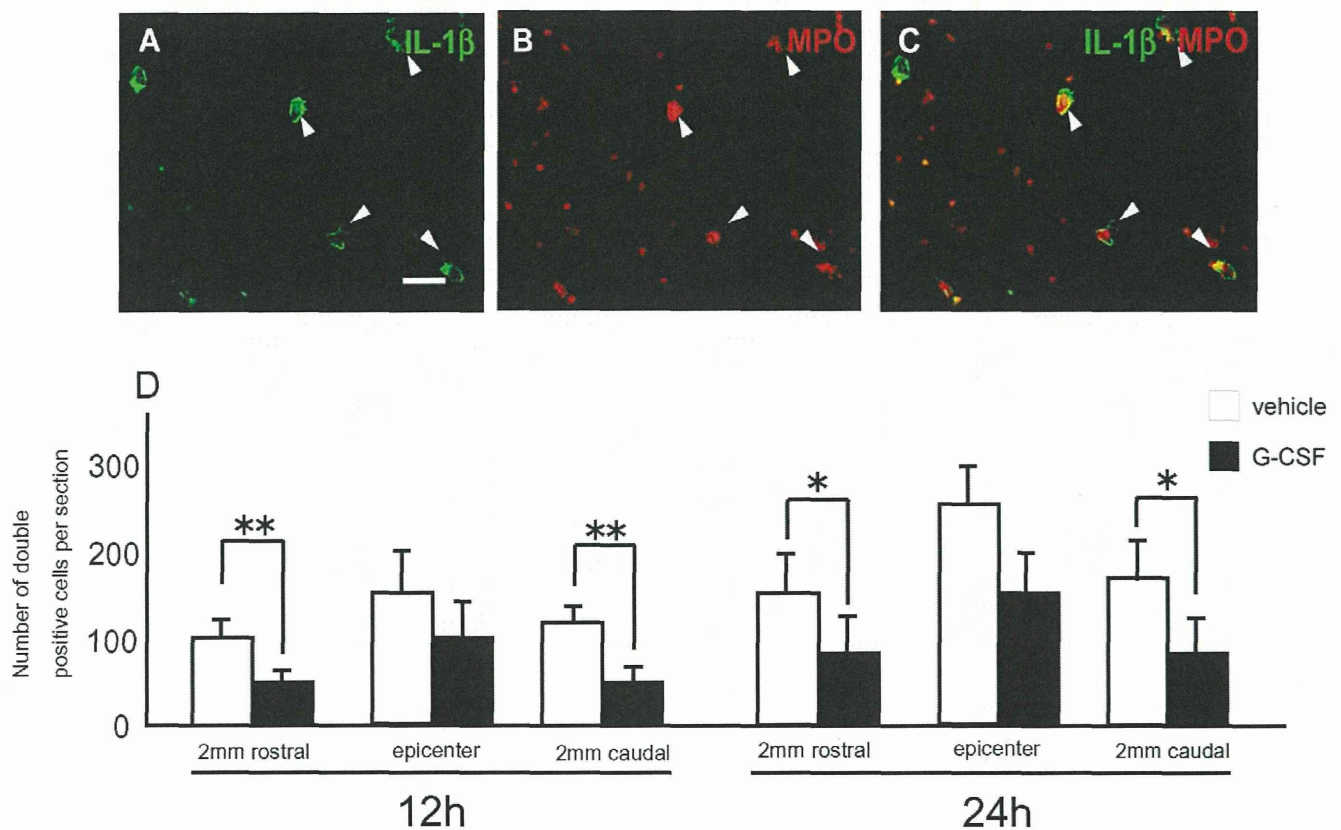 A IL-1β
B MPO
C IL-1β MPO
D
vehicle
G-CSF
Number of double
positive cells per section
300
200
100
0
** ** * *
2mm rostral epicenter 2mm caudal 2mm rostral epicenter 2mm caudal
12h 24h